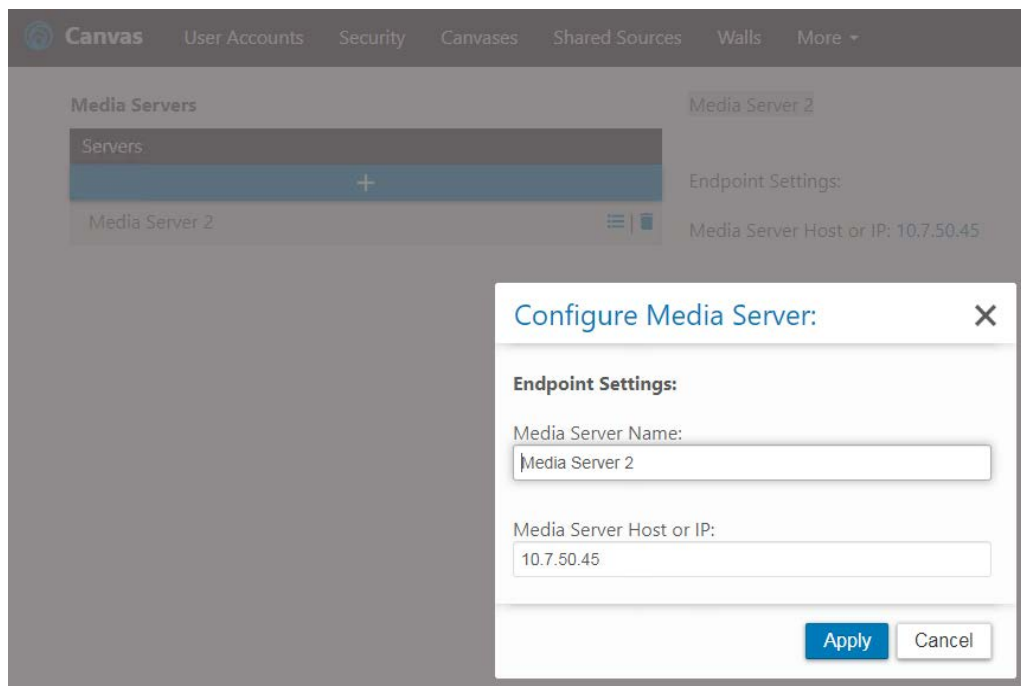 Canvas User Accounts Security Canvases Shared Sources Walls More
Media Servers
Servers
+
Media Server 2
Media Server 2
Endpoint Settings:
Media Server Host or IP: 10.7.50.45
Configure Media Server:
Endpoint Settings:
Media Server Name:
Media Server 2
Media Server Host or IP:
10.7.50.45
Apply Cancel